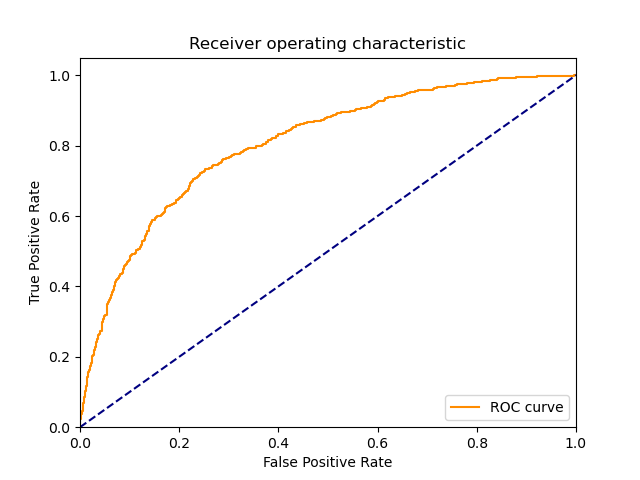 Receiver operating characteristic
True Positive Rate
1.0
0.8
0.6
0.4
0.2
0.0
ROC curve
0.0 0.2 0.4 0.6 0.8 1.0
False Positive Rate